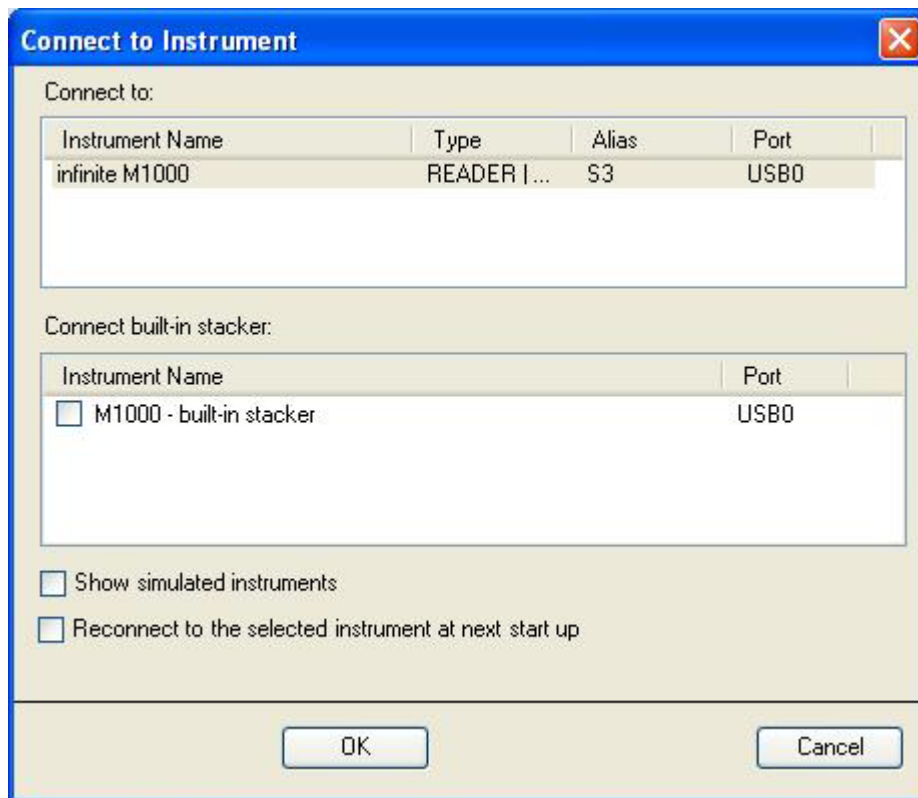 Connect to Instrument
Connect to:
Instrument Name Type Alias Port
infinite M1000 READER | ... S3 USB0
Connect built-in stacker:
Instrument Name Port
M1000 - built-in stacker USB0
Show simulated instruments
Reconnect to the selected instrument at next start up
OK Cancel